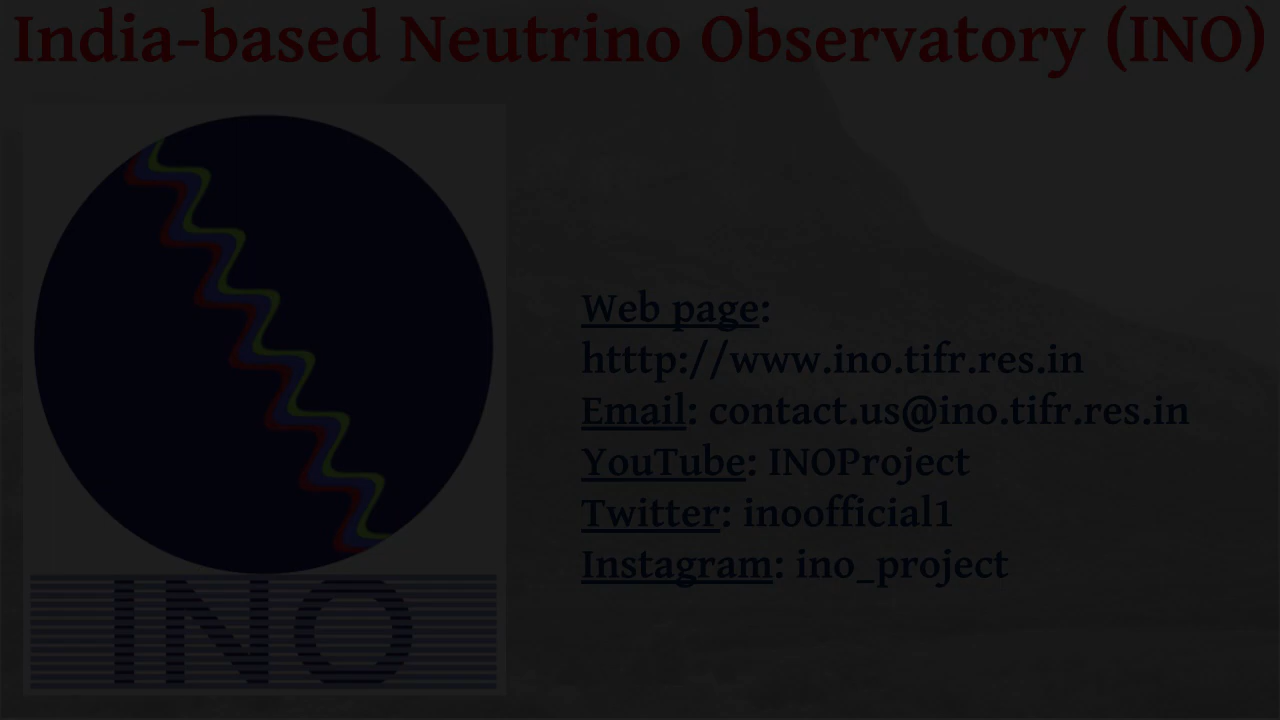 India-based Neutrino Observatory (INO)
Web page:
htttp://www.ino.tifr.res.in
Email: contact.us@ino.tifr.res.in
YouTube: INOProject
Twitter: inoofficial1
Instagram: ino_project
INO